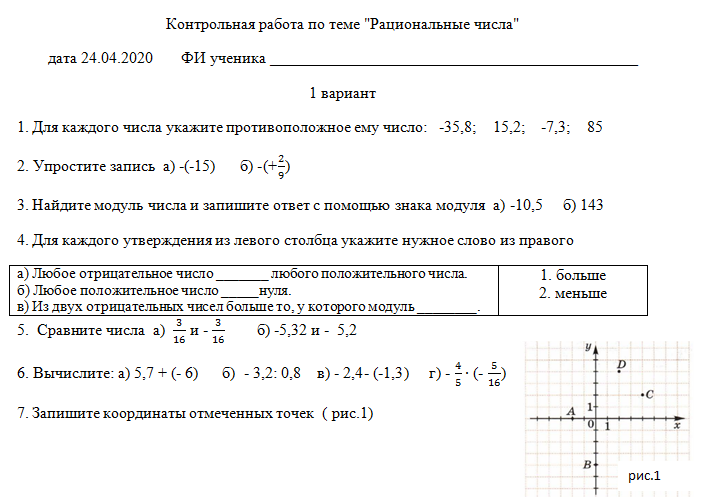 Контрольная работа по теме "Рациональные числа"
дата 24.04.2020 ФИ ученика ____________________
1 вариант
1. Для каждого числа укажите противоположное ему число: -35,8; 15,2; -7,3; 85
2. Упростите запись а) -(-15) б) -(+2/9)
3. Найдите модуль числа и запишите ответ с помощью знака модуля а) -10,5 б) 143
4. Для каждого утверждения из левого столбца укажите нужное слово из правого
а) Любое отрицательное число _______ любого положительного числа.
б) Любое положительное число _____нуля.
в) Из двух отрицательных чисел больше то, у которого модуль ________.
1. больше
2. меньше
5. Сравните числа а) 3/16 и - 3/16 б) -5,32 и - 5,2
6. Вычислите: а) 5,7 + (- 6) б) - 3,2: 0,8 в) - 2,4- (-1,3) г) - 4/5 · (- 5/16)
7. Запишите координаты отмеченных точек ( рис.1)
y
D
C
1
A
0 1 x
B
рис.1